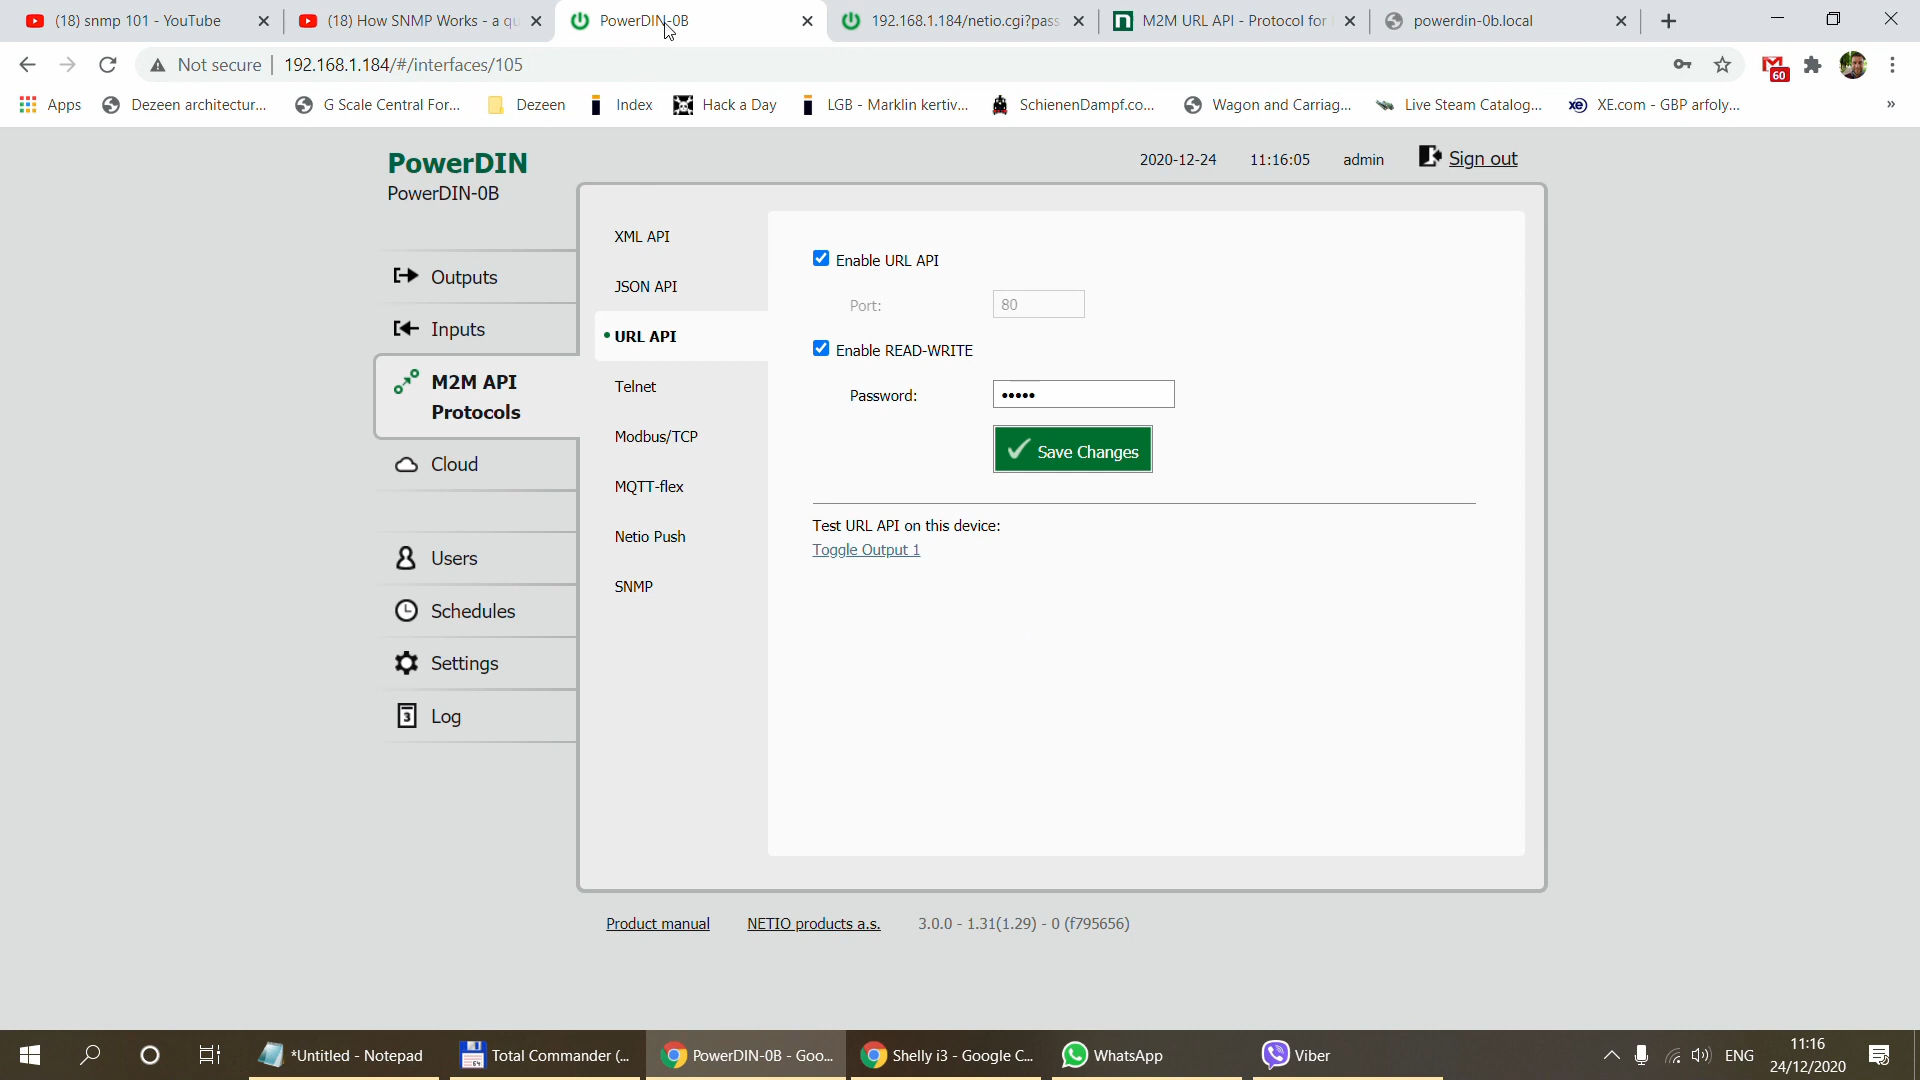 (18) snmp 101 - YouTube
(18) How SNMP Works - a qu
PowerDIN-0B
192.168.1.184/netio.cgi?pass
M2M URL API - Protocol for
powerdin-0b.local
Not secure
192.168.1.184/#/interfaces/105
60
Apps
Dezeen architectur...
G Scale Central For...
Dezeen
Index
Hack a Day
LGB - Marklin kertiv...
SchienenDampf.co...
Wagon and Carriag...
Live Steam Catalog...
XE.com - GBP arfoly...
»
PowerDIN
PowerDIN-0B
2020-12-24
11:16:05
admin
Sign out
Outputs
Inputs
M2M API
Protocols
Cloud
Users
Schedules
Settings
Log
XML API
JSON API
URL API
Telnet
Modbus/TCP
MQTT-flex
Netio Push
SNMP
Enable URL API
Port:
80
Enable READ-WRITE
Password:
•••••
Save Changes
Test URL API on this device:
Toggle Output 1
Product manual
NETIO products a.s.
3.0.0 - 1.31(1.29) - 0 (f795656)
*Untitled - Notepad
Total Commander (...
PowerDIN-0B - Goo...
Shelly i3 - Google C...
WhatsApp
Viber
ENG
11:16
24/12/2020